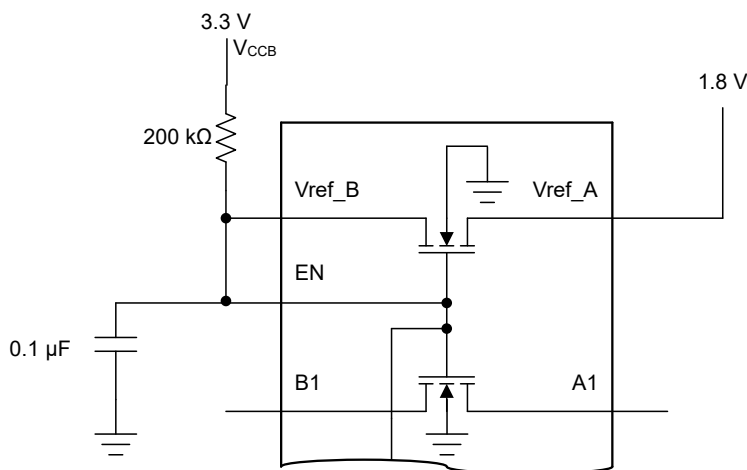 3.3 V
VCCB
1.8 V
200 kΩ
Vref_B
Vref_A
EN
0.1 µF
B1
A1